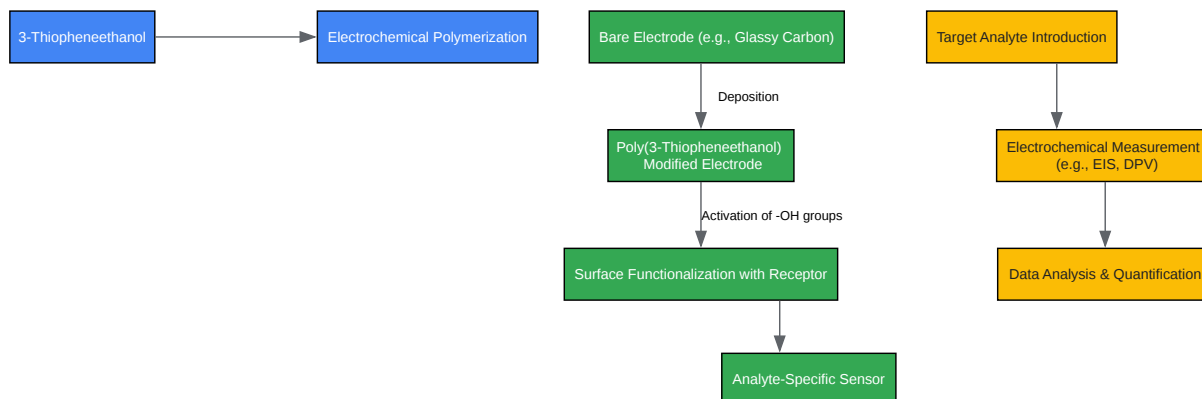 3-Thiopheneethanol
Electrochemical Polymerization
Bare Electrode (e.g., Glassy Carbon)
Target Analyte Introduction
Deposition
Poly(3-Thiopheneethanol)
Modified Electrode
Electrochemical Measurement
(e.g., EIS, DPV)
Activation of -OH groups
Surface Functionalization with Receptor
Data Analysis & Quantification
Analyte-Specific Sensor